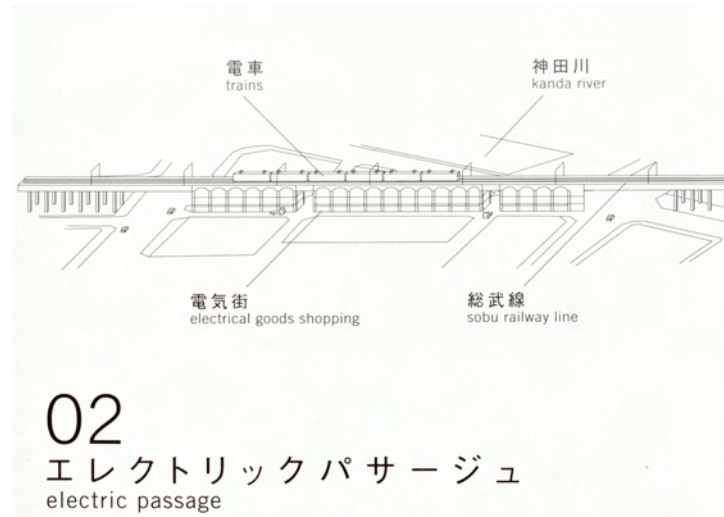 電車
trains
神田川
kanda river
電気街
electrical goods shopping
総武線
sobu railway line
02
エレクトリックパサージュ
electric passage